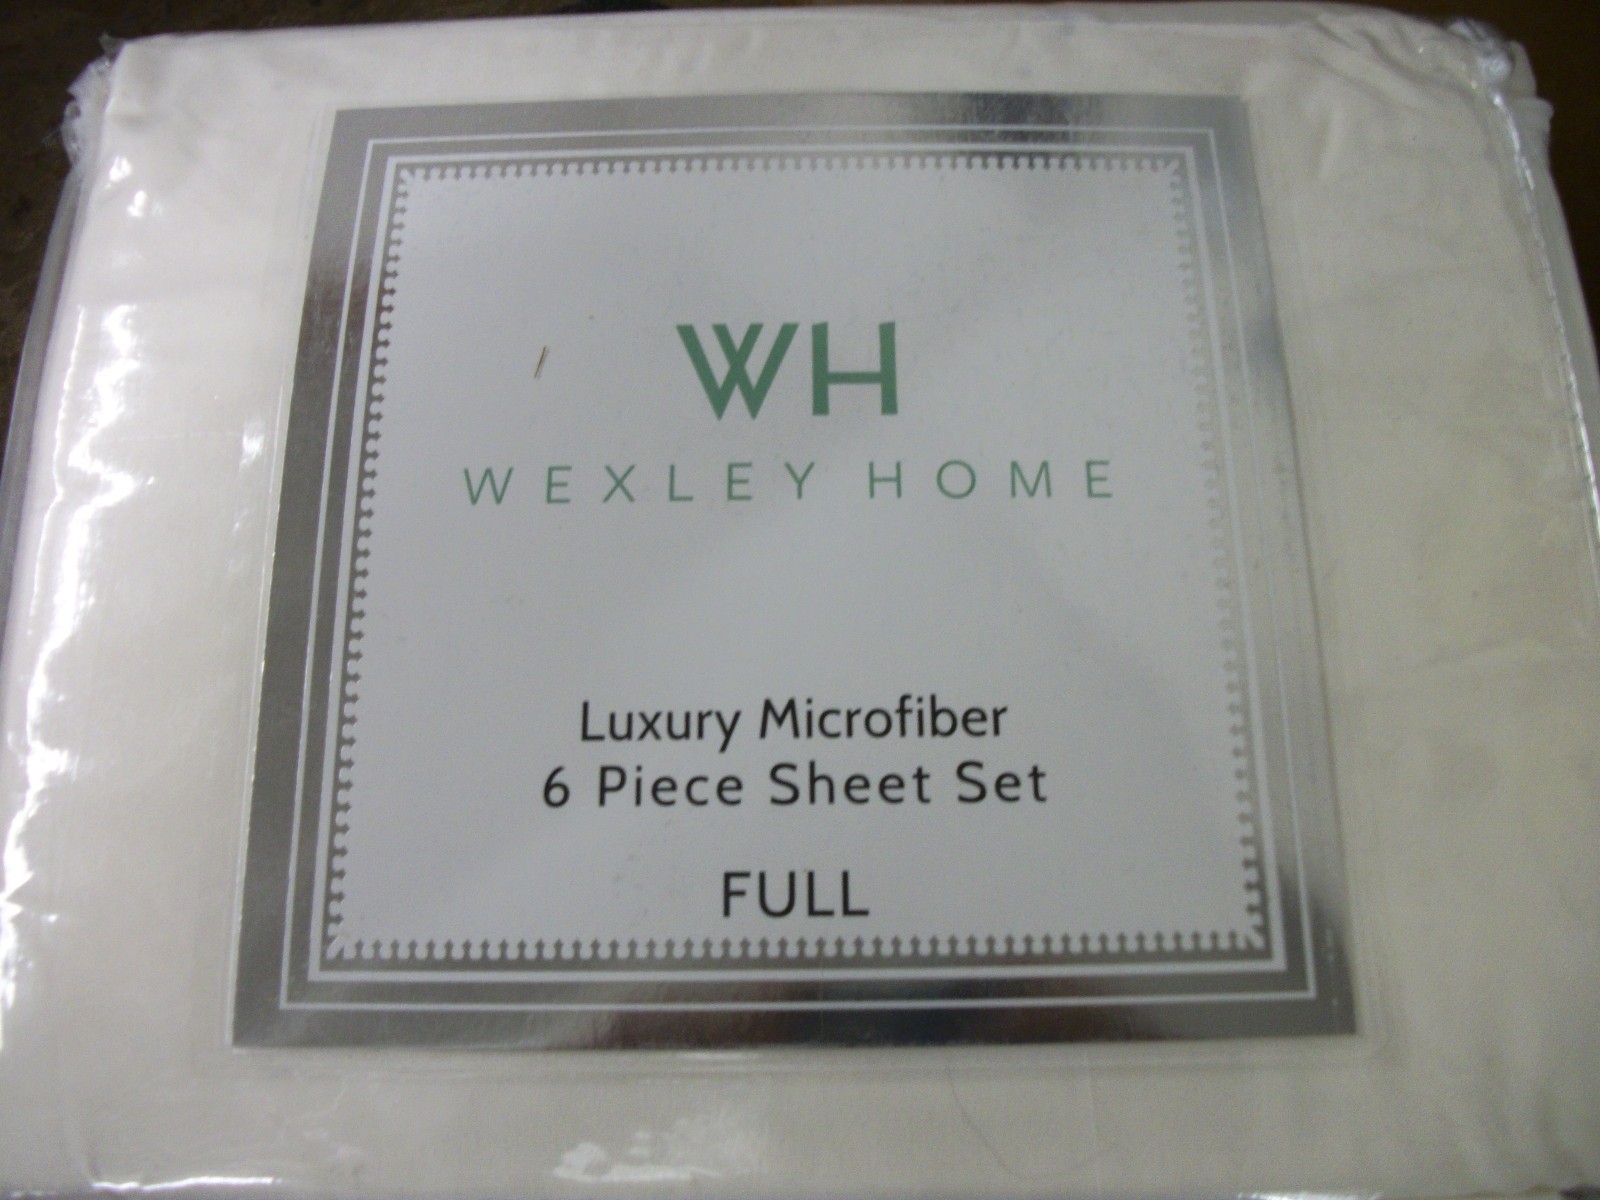 WH
WEXLEY HOME
Luxury Microfiber
6 Piece Sheet Set
FULL